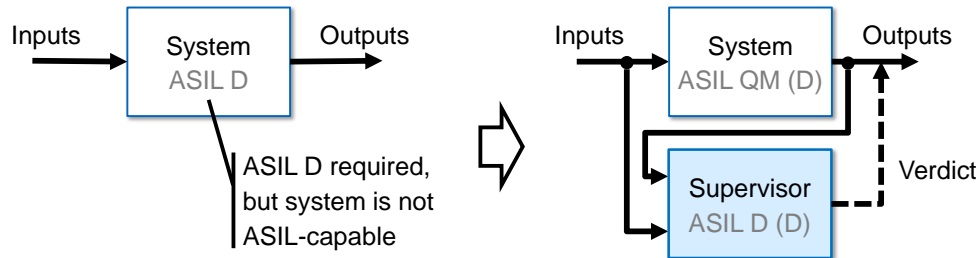 Inputs
System
ASIL D
Outputs
ASIL D required,
but system is not
ASIL-capable
Inputs
System
ASIL QM (D)
Outputs
Supervisor
ASIL D (D)
Verdict